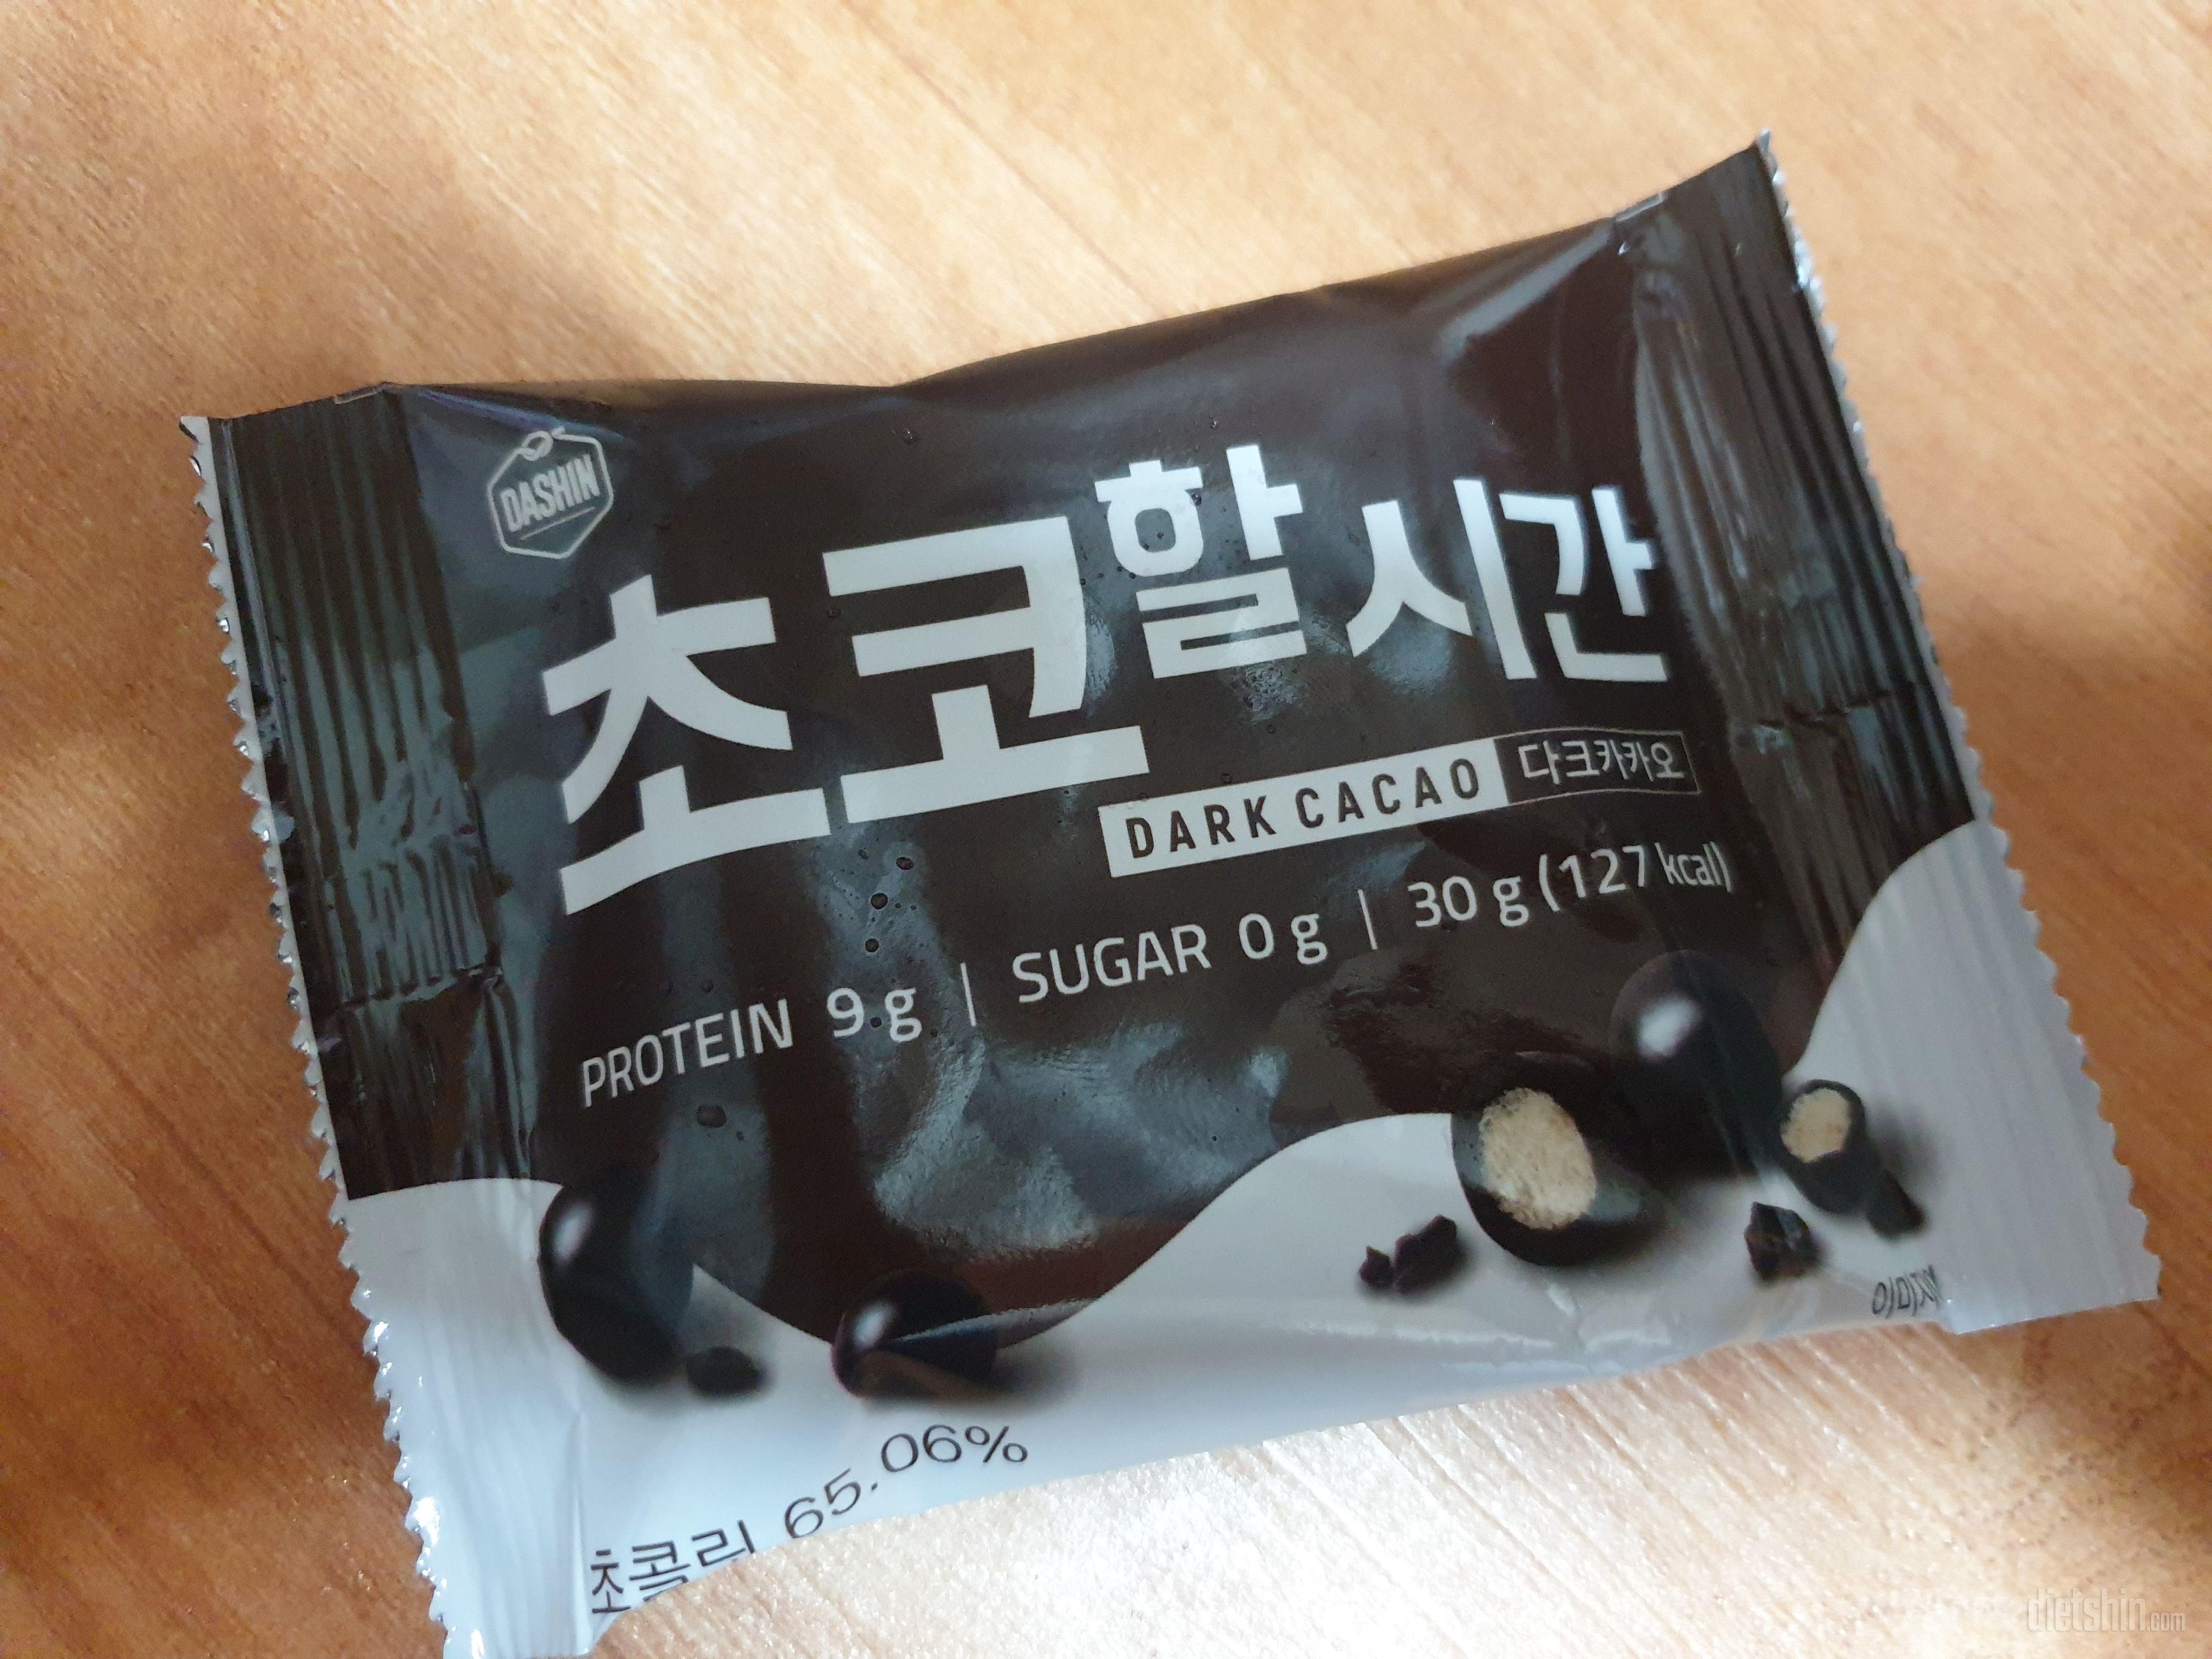 DASHIN
초코할시간
DARK CACAO 다크카카오
PROTEIN 9g | SUGAR 0g | 30g (127 kcal)
65.06%
dietshin.com